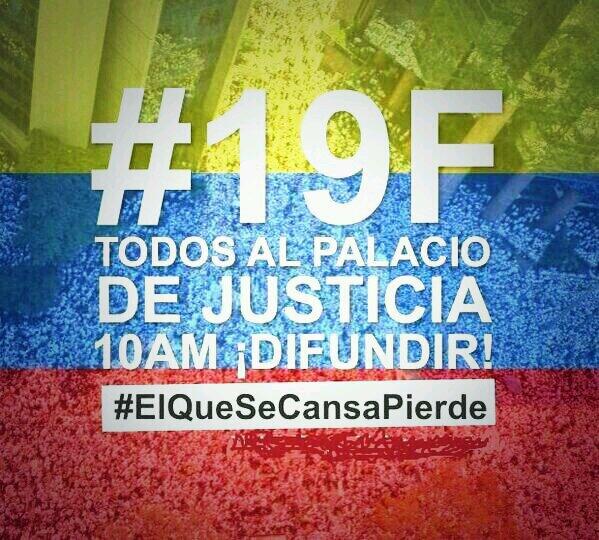 #19F
TODOS AL PALACIO
DE JUSTICIA
10AM ¡DIFUNDIR!
#ElQueSeCansaPierde